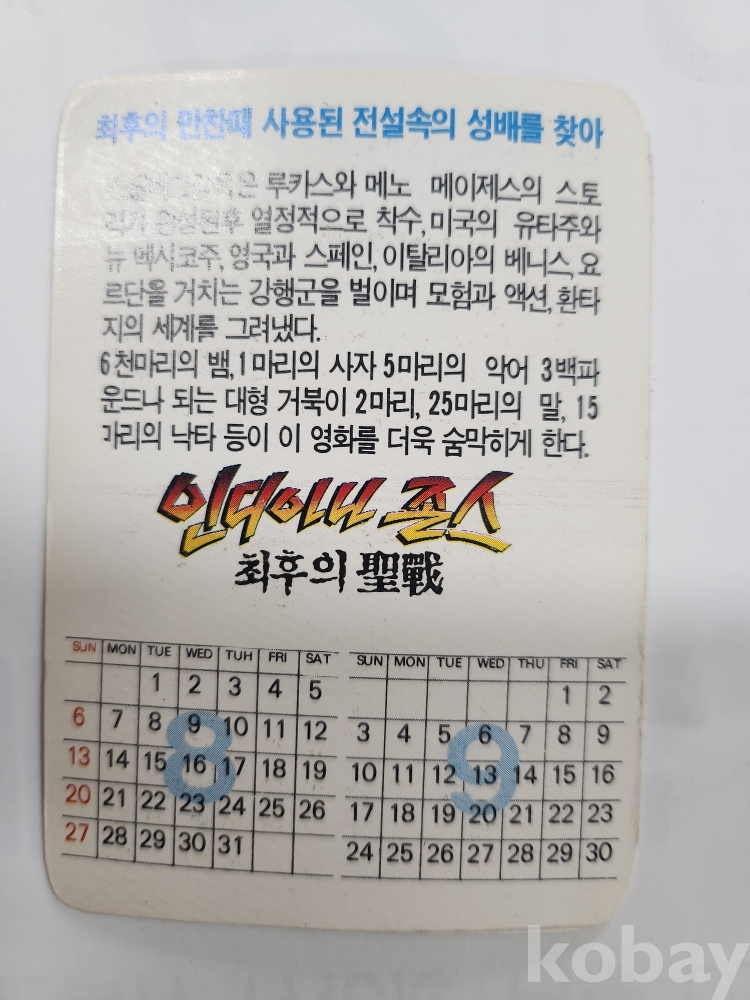 최후의 만찬때 사용된 전설속의 성배를 찾아
루카스와 메노 메이제스의 스토
리가 완성된후 열정적으로 착수, 미국의 유타주와
뉴 멕시코주, 영국과 스페인, 이탈리아의 베니스, 요
르단을 거치는 강행군을 벌이며 모험과 액션, 환타
지의 세계를 그려냈다.
6천마리의 뱀, 1마리의 사자 5마리의 악어 3백파
운드나 되는 대형 거북이 2마리, 25마리의 말, 15
마리의 낙타 등이 이 영화를 더욱 숨막히게 한다.
인디아나 존스
최후의 聖戰
8
SUN MON TUE WED TUH FRI SAT
1 2 3 4 5
6 7 8 9 10 11 12
13 14 15 16 17 18 19
20 21 22 23 24 25 26
27 28 29 30 31
9
SUN MON TUE WED THU FRI SAT
1 2
3 4 5 6 7 8 9
10 11 12 13 14 15 16
17 18 19 20 21 22 23
24 25 26 27 28 29 30
kobay